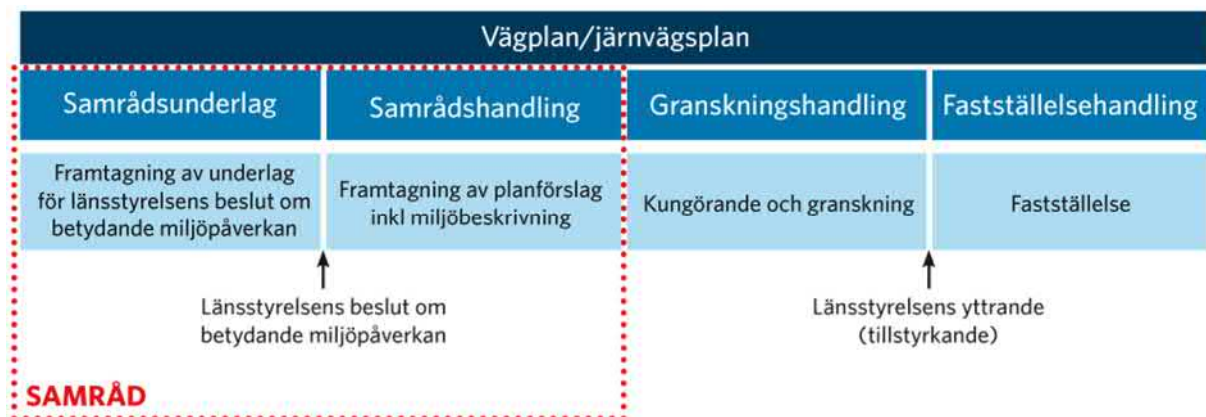 Vägplan/järnvägsplan
Samrådsunderlag
Samrådshandling
Granskningshandling
Fastställelsehandling
Framtagning av underlag
för länsstyrelsens beslut om
betydande miljöpåverkan
Framtagning av planförslag
inkl miljöbeskrivning
Kungörande och granskning
Fastställelse
Länsstyrelsens beslut om
betydande miljöpåverkan
Länsstyrelsens yttrande
(tillstyrkande)
SAMRÅD